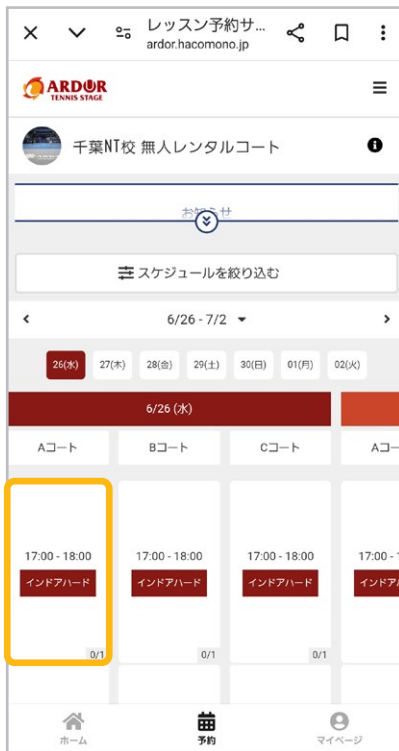 レッスン予約サ...
ardor.hacomono.jp
ARDOR
TENNIS STAGE
千葉NT校 無人レンタルコート
お知らせ
スケジュールを絞り込む
6/26 - 7/2
26(水) 27(木) 28(金) 29(土) 30(日) 01(月) 02(火)
6/26 (水)
Aコート Bコート Cコート Aコー
17:00 - 18:00 17:00 - 18:00 17:00 - 18:00 17:00 -
インドアハード インドアハード インドアハード インドア
0/1 0/1 0/1
ホーム 予約 マイページ